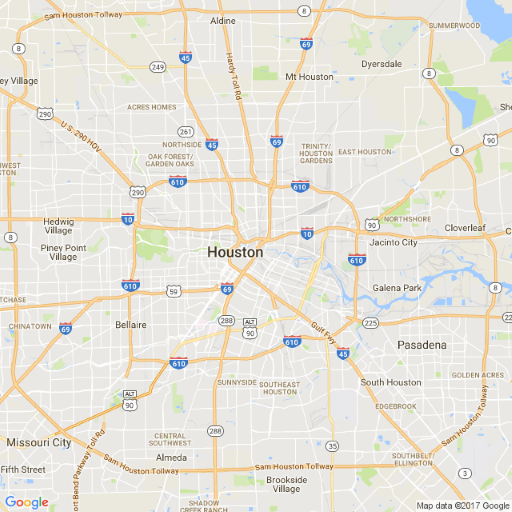 Sam Houston Tollway
Aldine
SUMMERWOOD
8
45
69
Hardy Toll Rd
Dyersdale
249
8
Mt Houston
ey Village
8
290
ACRES HOMES
She
U.S. 290 HOV
261
NORTHSIDE
45
69
TRINITY/
HOUSTON
GARDENS
EAST HOUSTON
90
8
OAK FOREST/
GARDEN OAKS
NWEST
290
610
610
Hedwig
Village
10
10
90
NORTHSHORE
Cloverleaf
Jacinto City
Piney Point
Village
Houston
610
610
59
69
Galena Park
8
CHASE
CHINATOWN
69
Bellaire
288
ALT
90
Gulf Fwy
225
610
610
45
Pasadena
GOLDEN ACRES
ALT
90
SUNNYSIDE
SOUTHEAST
HOUSTON
South Houston
EDGEBROOK
Missouri City
288
CENTRAL
SOUTHWEST
35
Sam Houston Tollway
Fifth Street
Almeda
Fort Bend Parkway Toll Rd
SOUTHBELT/
ELLINGTON
Sam Houston Tollway
Sam Houston Tollway
3
Brookside
Village
SHADOW
CREEK RANCH
Google
Map data ©2017 Google